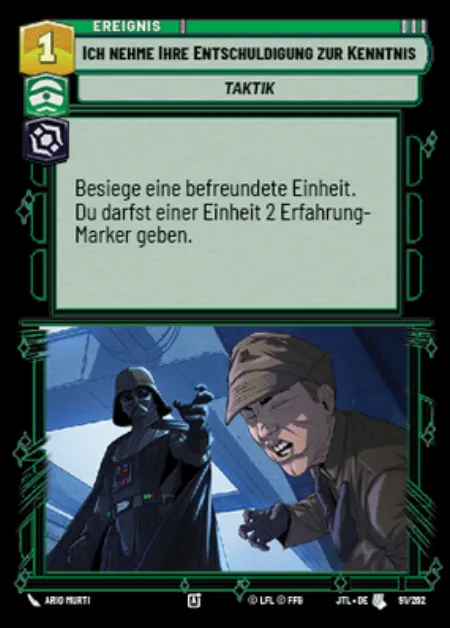 EREIGNIS
1
ICH NEHME IHRE ENTSCHULDIGUNG ZUR KENNTNIS
TAKTIK
Besiege eine befreundete Einheit.
Du darfst einer Einheit 2 Erfahrung-
Marker geben.
ARIO MURTI
A
© LFL © FFG
JTL • DE
91/262